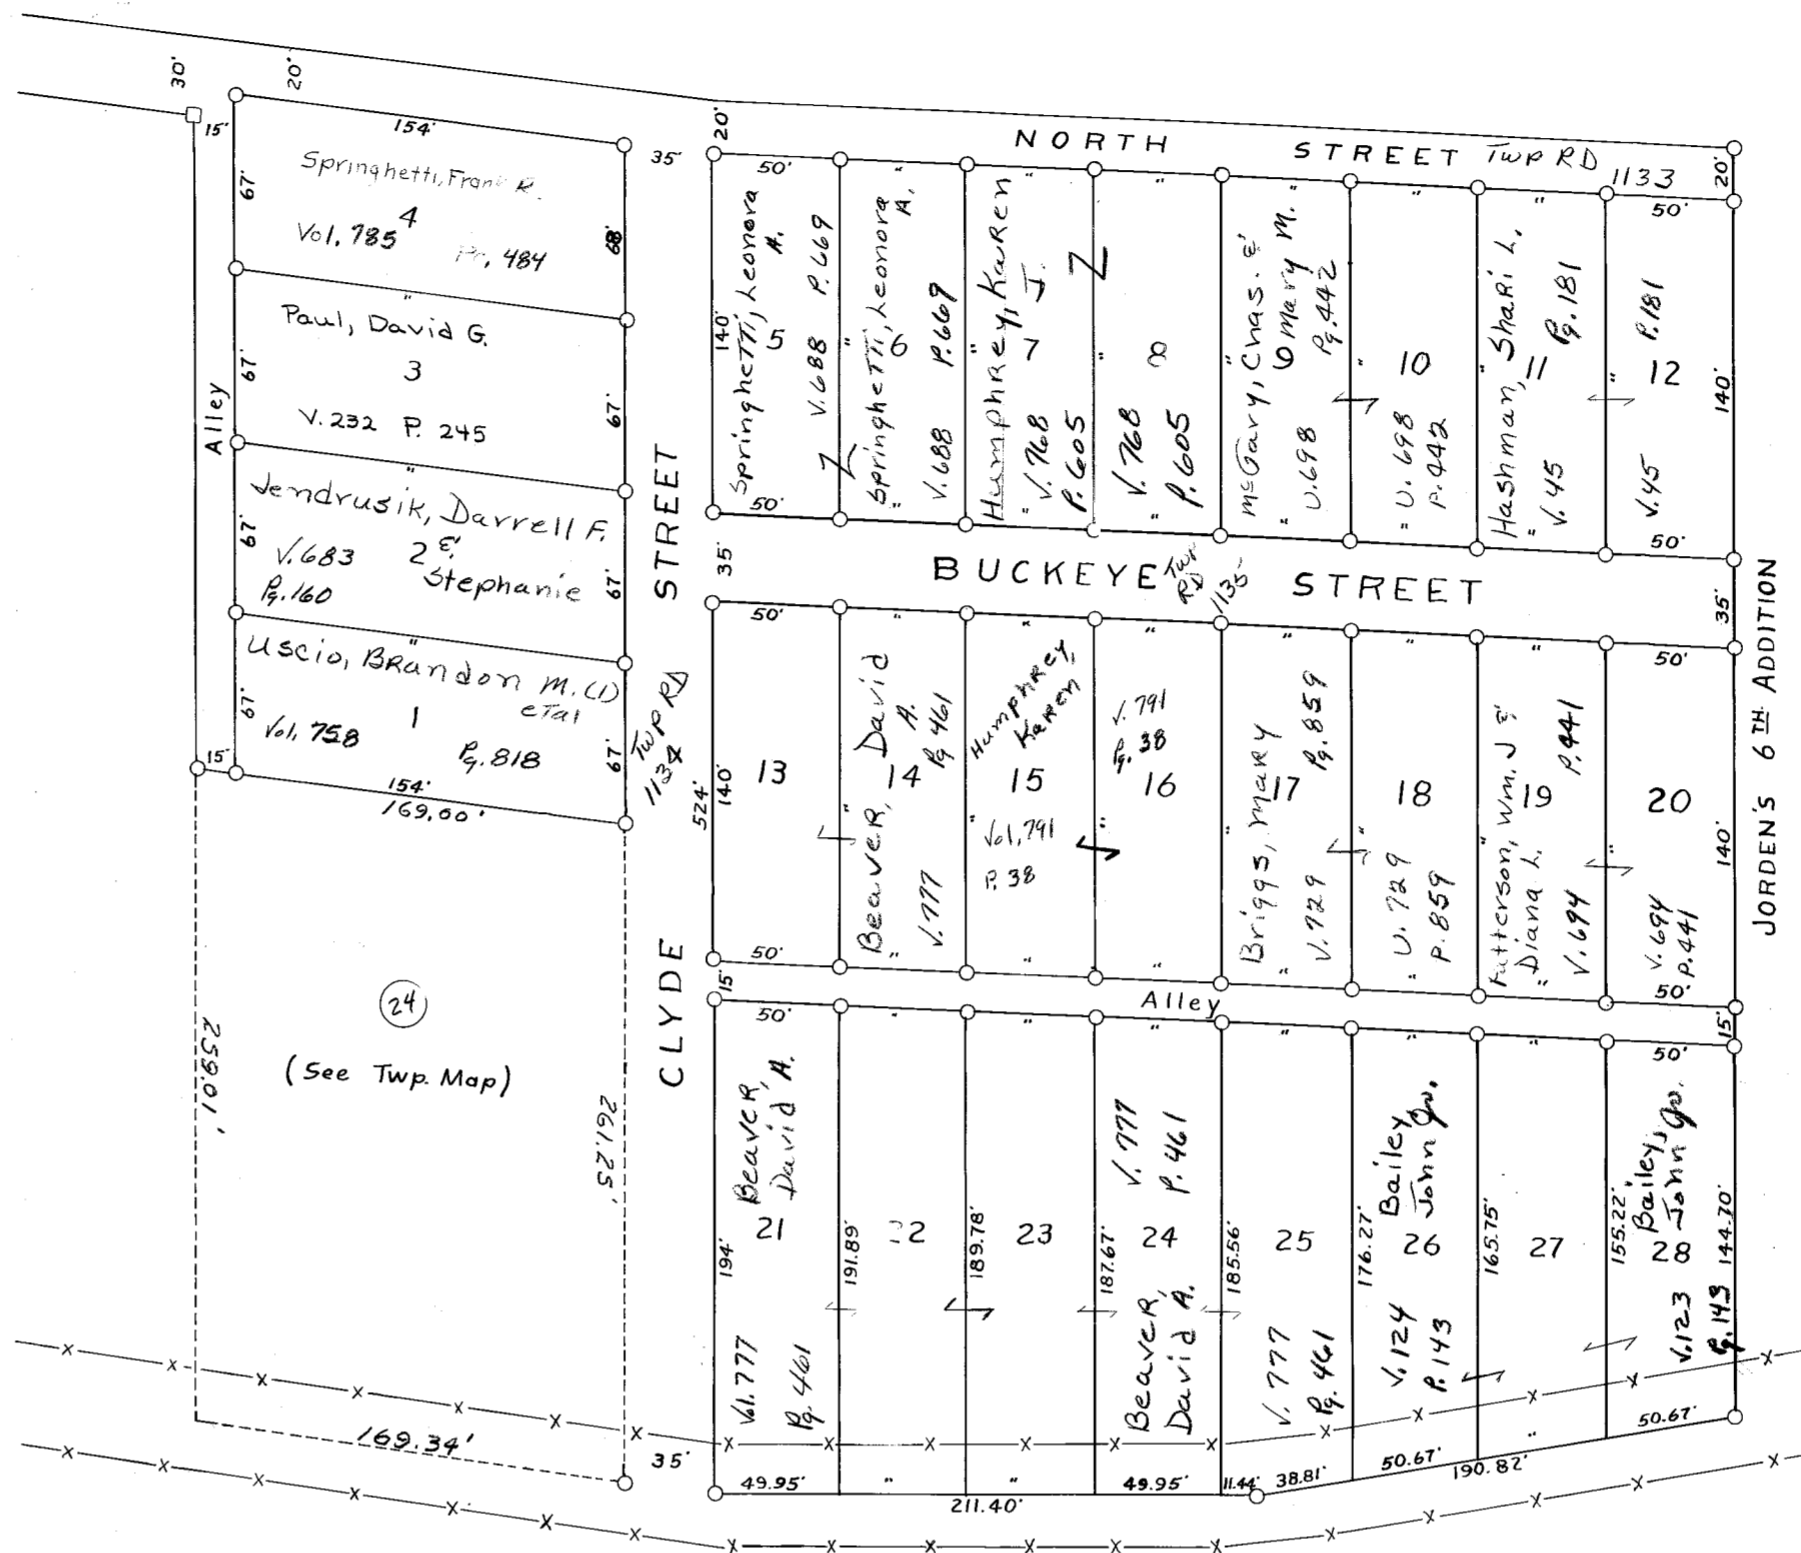 30'
20'
15'
154'
Springhetti, Frank R.
4
Vol. 785
Pg. 484
67'
68'
35'
20'
NORTH STREET TWP RD 1133
20'
"
Paul, David G.
3
V. 232 P. 245
67'
67'
Alley
"
Jendrusik, Darrell F.
2 &
Stephanie
V. 683
Pg. 160
67'
67'
"
Uscio, Brandon M. (1)
etal
1
Vol. 758
Pg. 818
67'
67'
15'
154'
169.00'
24
(See Twp. Map)
259.01'
261.25'
169.34'
35'
CLYDE STREET
TWP RD
1134
524'
50'
Springhetti, Leonora
A.
5
V. 688 P. 669
140'
50'
"
Springhetti, Leonora
A.
6
V. 688 P. 669
"
"
"
Humphrey, Karen
J.
7
V. 768
P. 605
"
"
"
8
V. 768
P. 605
"
"
"
McGary, Chas. &
Mary M.
9
V. 698 Pg. 442
"
"
"
10
V. 698
P. 442
"
"
"
Hashman, Shari L.
11
V. 45 Pg. 181
"
"
50'
12
V. 45 P. 181
"
140'
50'
35'
BUCKEYE STREET
TWP
RD
1135
35'
50'
13
140'
50'
"
Beaver, David
A.
14
V. 777 Pg 461
"
"
"
Humphrey,
Karen
15
Vol. 791
P. 38
"
"
"
V. 791
Pg. 38
16
"
"
"
Briggs, Mary
17
V. 729 Pg. 859
"
"
"
18
V. 729
P. 859
"
"
"
Patterson, Wm. J &
Diana L.
19
V. 694 P. 441
"
"
50'
20
V. 694
P. 441
"
140'
50'
JORDEN'S 6TH ADDITION
15'
Alley
15'
50'
Beaver,
David A.
21
Vol. 777
Pg. 461
194'
49.95'
"
22
191.89'
"
"
23
189.78'
"
"
V. 777
P. 461
24
Beaver,
David A.
187.67'
49.95'
"
25
V. 777
Pg. 461
185.56'
11.44'
38.81'
"
Bailey
John Jr.
26
V. 124
P. 143
176.27'
50.67'
"
27
165.75'
"
50'
Bailey,
John Jr.
28
V. 123
Pg. 143
155.22'
144.70'
50.67'
211.40'
190.82'